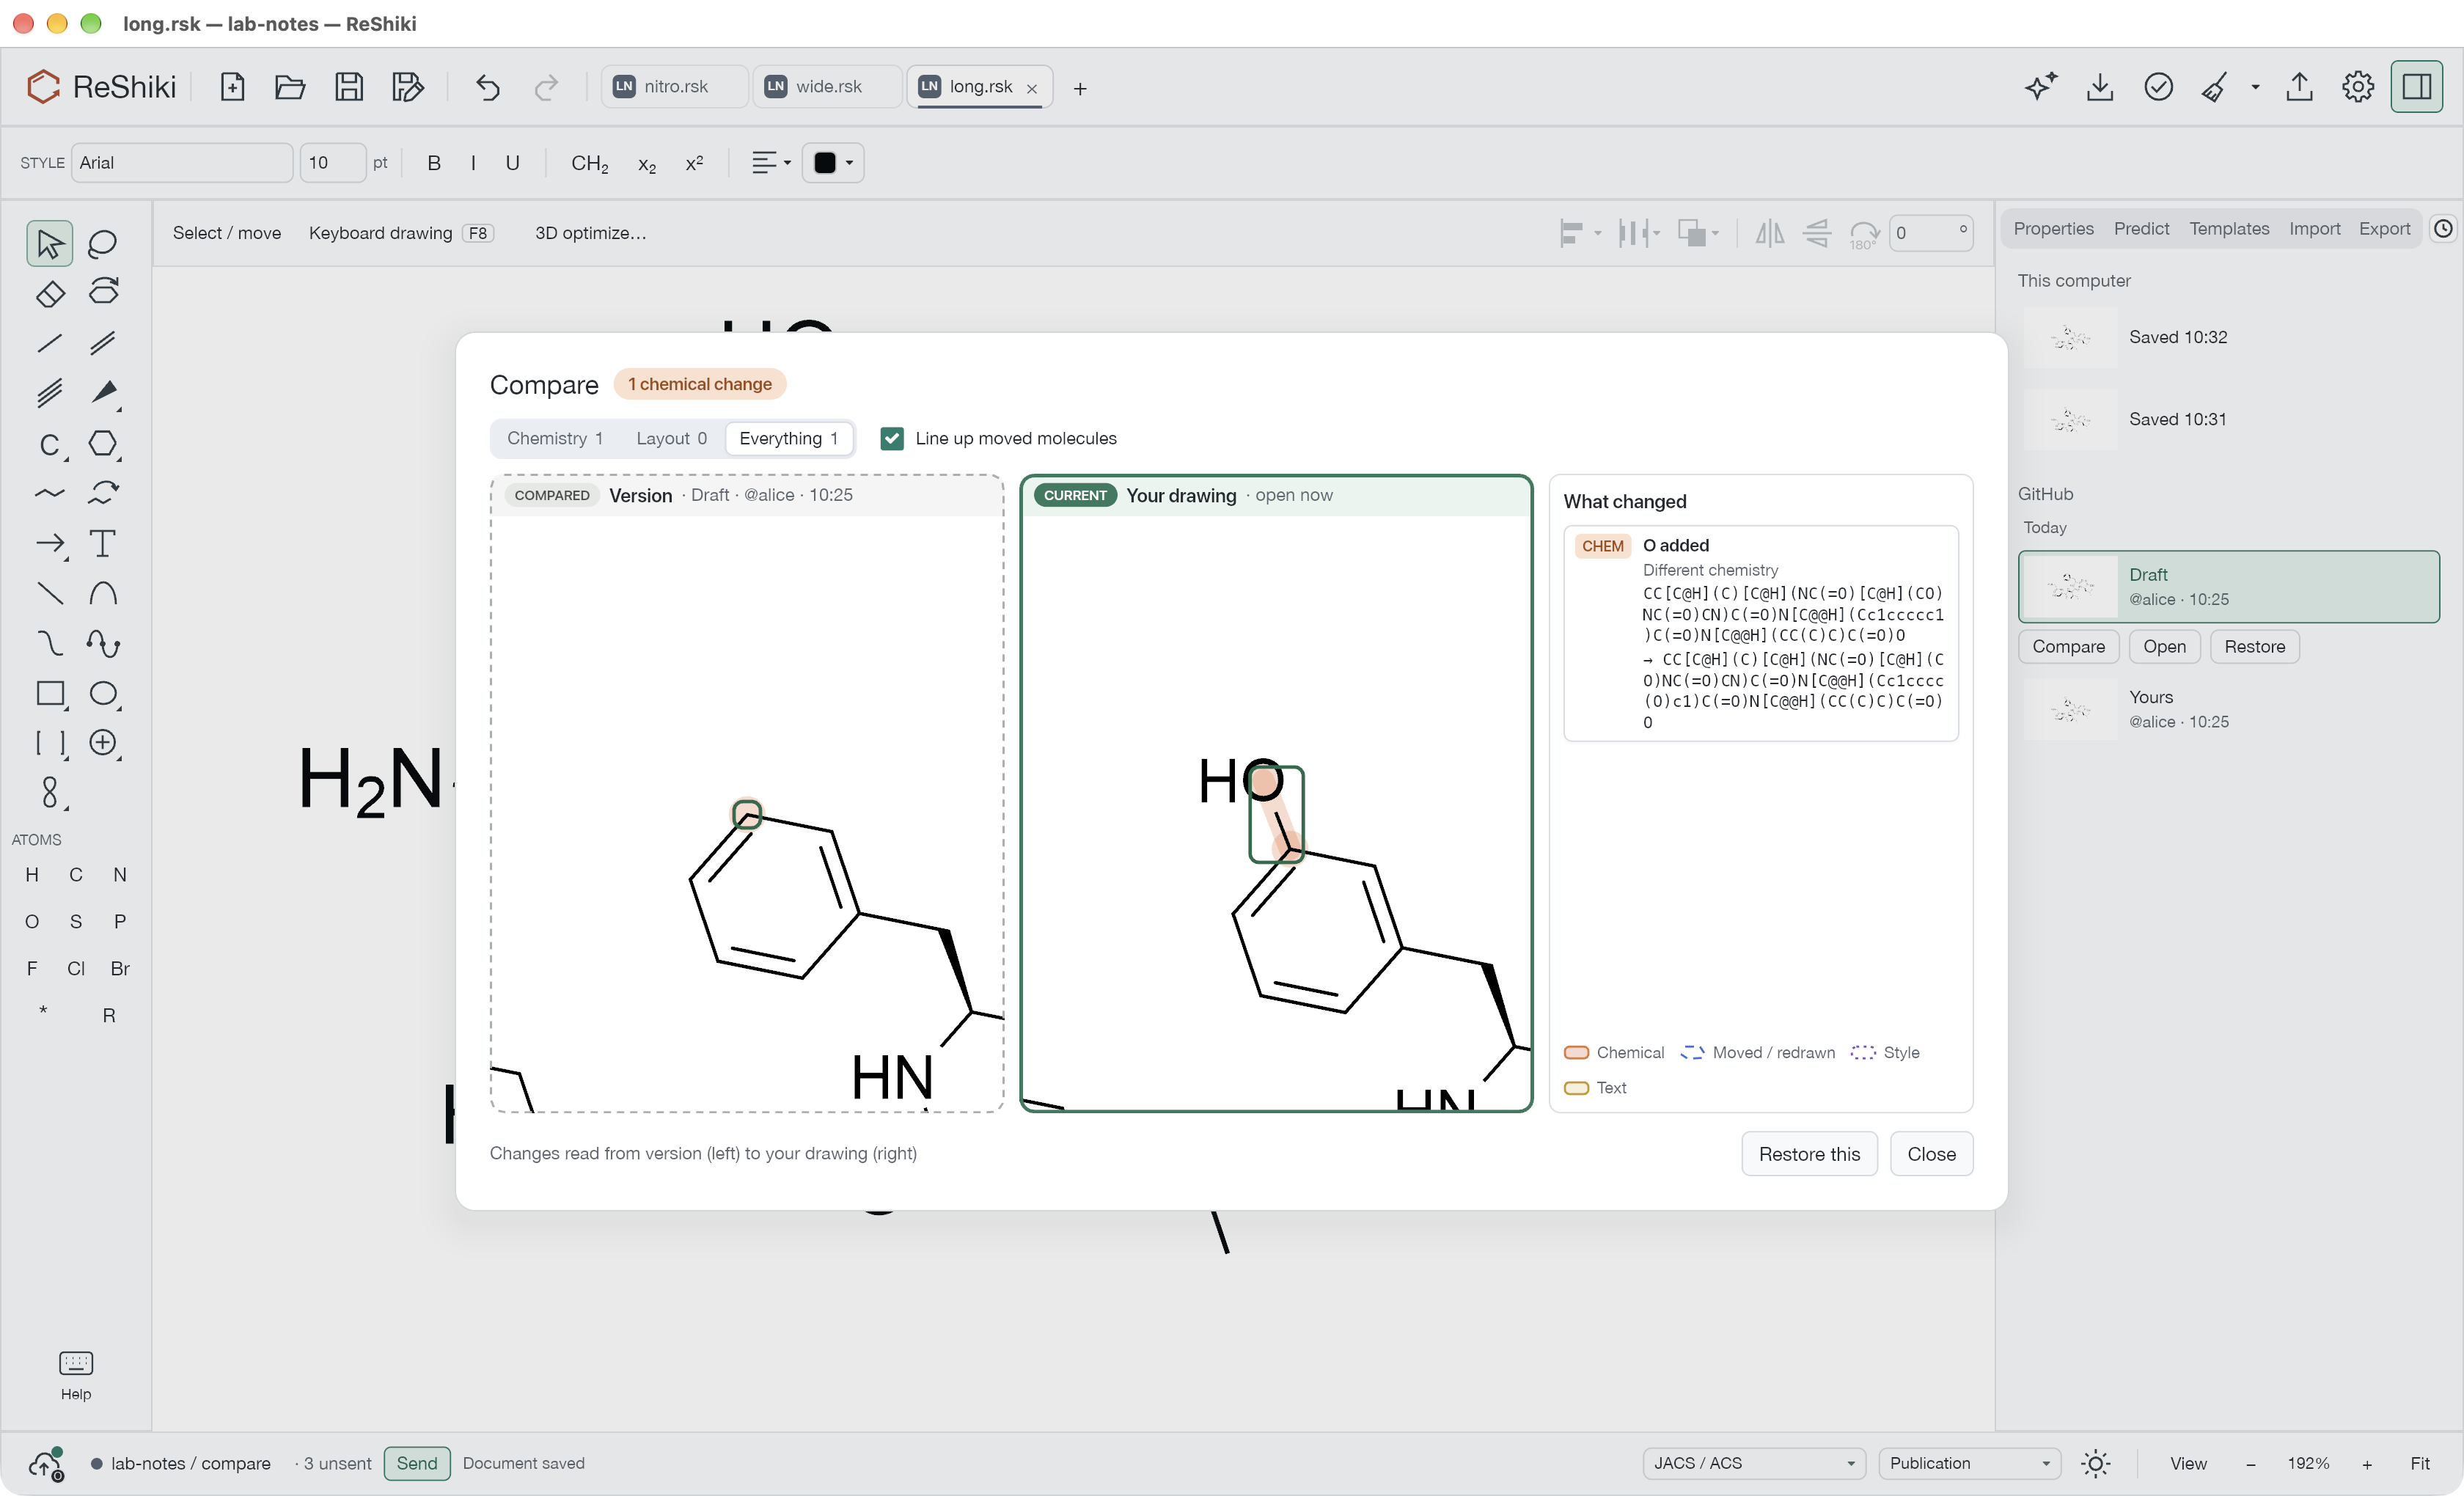 long.rsk — lab-notes — ReShiki
ReShiki
LN nitro.rsk
LN wide.rsk
LN long.rsk ×
+
STYLE Arial 10 pt B I U CH₂ x₂ x²
Select / move Keyboard drawing F8 3D optimize...
180°
0 °
Properties Predict Templates Import Export
This computer
Saved 10:32
Saved 10:31
GitHub
Today
Draft
@alice · 10:25
Compare Open Restore
Yours
@alice · 10:25
C
T
ATOMS
H C N
O S P
F Cl Br
* R
Help
HO
H₂N
Compare 1 chemical change
Chemistry 1 Layout 0 Everything 1 Line up moved molecules
COMPARED Version · Draft · @alice · 10:25
HN
CURRENT Your drawing · open now
HO
HN
What changed
CHEM O added
Different chemistry
CC[C@H](C)[C@H](NC(=O)[C@H](CO)
NC(=O)CN)C(=O)N[C@@H](Cc1ccccc1
)C(=O)N[C@@H](CC(C)C)C(=O)O
→ CC[C@H](C)[C@H](NC(=O)[C@H](C
O)NC(=O)CN)C(=O)N[C@@H](Cc1cccc
(O)c1)C(=O)N[C@@H](CC(C)C)C(=O)
O
Chemical Moved / redrawn Style
Text
Changes read from version (left) to your drawing (right)
Restore this Close
lab-notes / compare · 3 unsent Send Document saved
JACS / ACS Publication View − 192% + Fit